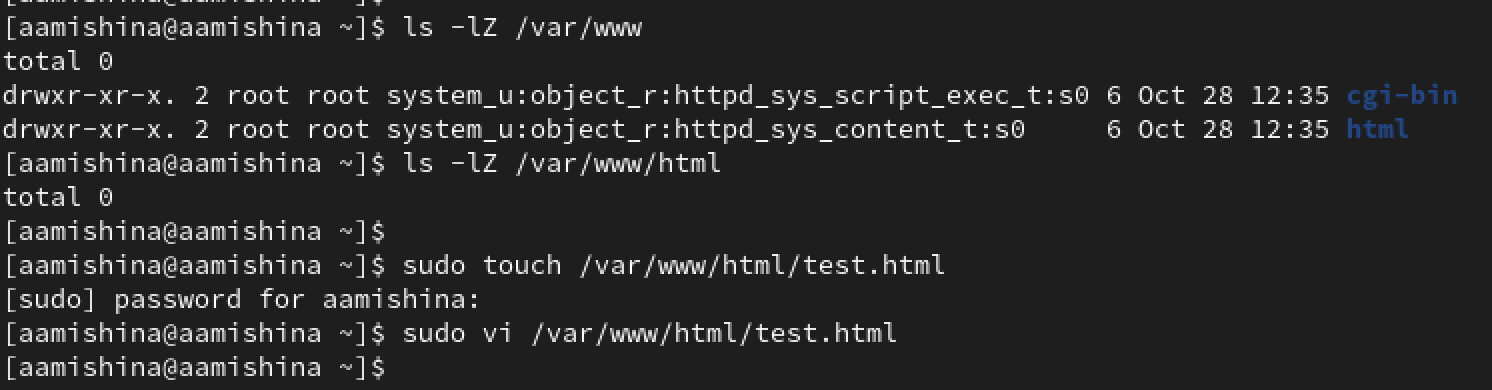 [aamishina@aamishina ~]$ ls -lZ /var/www
total 0
drwxr-xr-x. 2 root root system_u:object_r:httpd_sys_script_exec_t:s0 6 Oct 28 12:35 cgi-bin
drwxr-xr-x. 2 root root system_u:object_r:httpd_sys_content_t:s0     6 Oct 28 12:35 html
[aamishina@aamishina ~]$ ls -lZ /var/www/html
total 0
[aamishina@aamishina ~]$
[aamishina@aamishina ~]$ sudo touch /var/www/html/test.html
[sudo] password for aamishina:
[aamishina@aamishina ~]$ sudo vi /var/www/html/test.html
[aamishina@aamishina ~]$